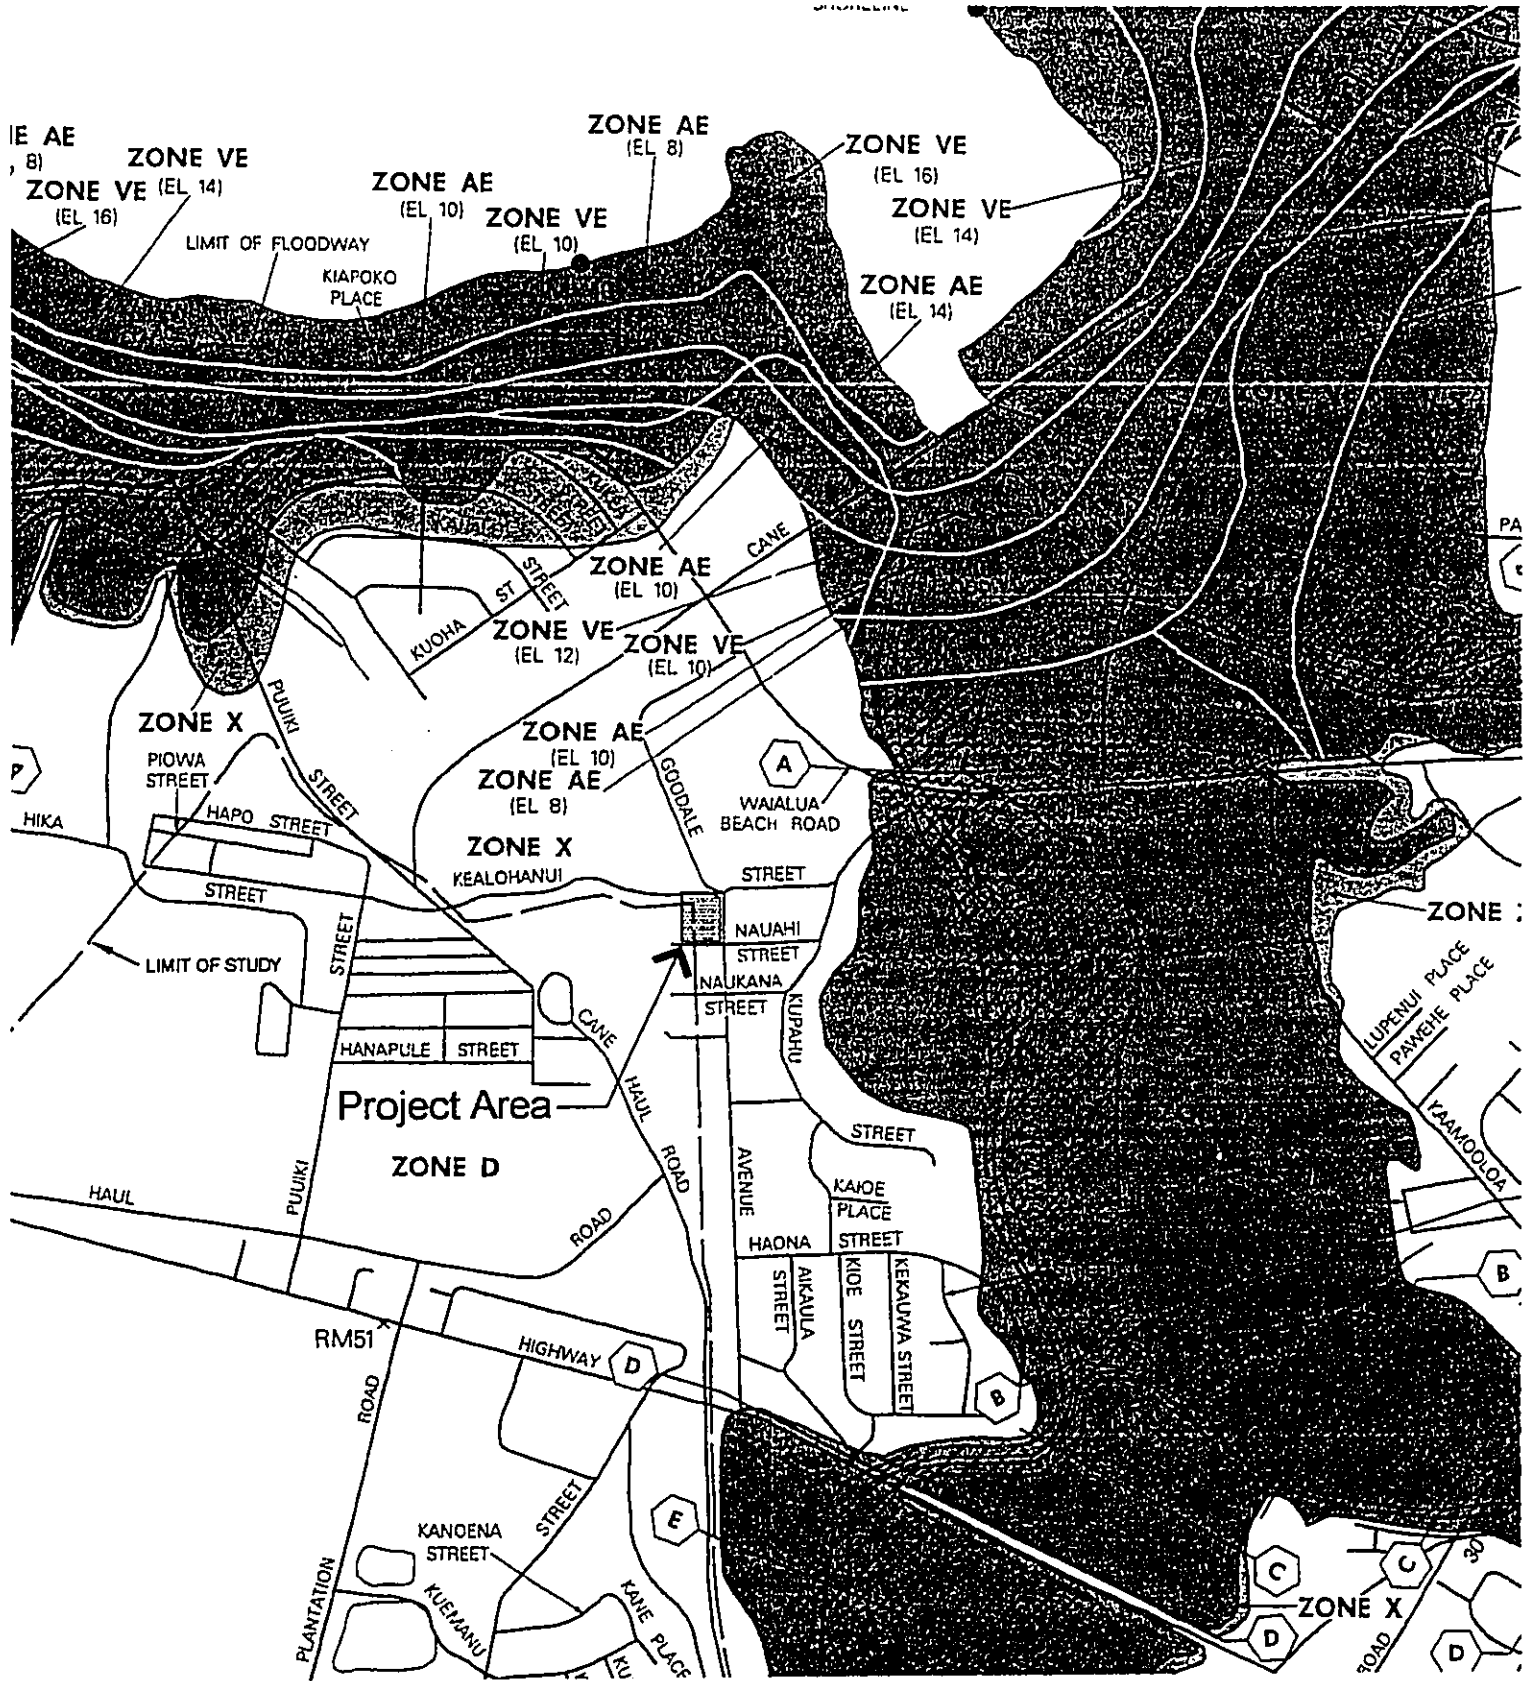 SHORELINE
ZONE AE
(EL 8)
ZONE VE
(EL 16)
ZONE VE
(EL 14)
IE AE
, 8)
ZONE VE
(EL 14)
ZONE VE
(EL 16)
ZONE AE
(EL 10)
ZONE VE
(EL 10)
LIMIT OF FLOODWAY
KIAPOKO
PLACE
ZONE AE
(EL 14)
PA
CANE
STREET
ZONE AE
(EL 10)
KUOHA ST
ZONE VE
(EL 12)
ZONE VE
(EL 10)
PUUIKI
STREET
ZONE X
ZONE AE
(EL 10)
ZONE AE
(EL 8)
A
GOODALE
WAIALUA
BEACH ROAD
PIOWA
STREET
HIKA
HAPO STREET
ZONE X
KEALOHANUI
STREET
STREET
STREET
NAUAHI
STREET
NAUKANA
STREET
ZONE
LIMIT OF STUDY
KUPAHU
LUPENUI PLACE
PAWEHE PLACE
CANE
HAUL
ROAD
HANAPULE STREET
Project Area
ZONE D
KAAMOOLOA
STREET
AVENUE
KAIOE
PLACE
HAUL
PUUIKI
ROAD
HAONA STREET
AIKAULA
STREET
KIOE STREET
KEKAUWA STREET
B
RM51
HIGHWAY
D
B
ROAD
E
KANOENA
STREET
STREET
C
C
30
ZONE X
D
D
ROAD
PLANTATION
KUEMANU
KANE PLACE
KU